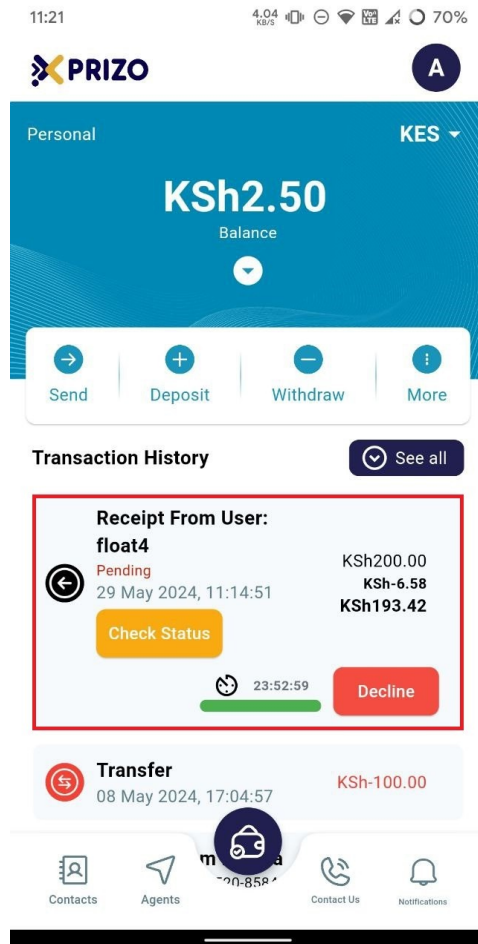 11:21
4.04 KB/S
Vo) LTE
70%
PRIZO
A
Personal
KES
KSh2.50
Balance
Send
Deposit
Withdraw
More
Transaction History
See all
Receipt From User:
float4
Pending
29 May 2024, 11:14:51
KSh200.00
KSh-6.58
KSh193.42
Check Status
23:52:59
Decline
Transfer
08 May 2024, 17:04:57
KSh-100.00
Contacts
Agents
Contact Us
Notifications